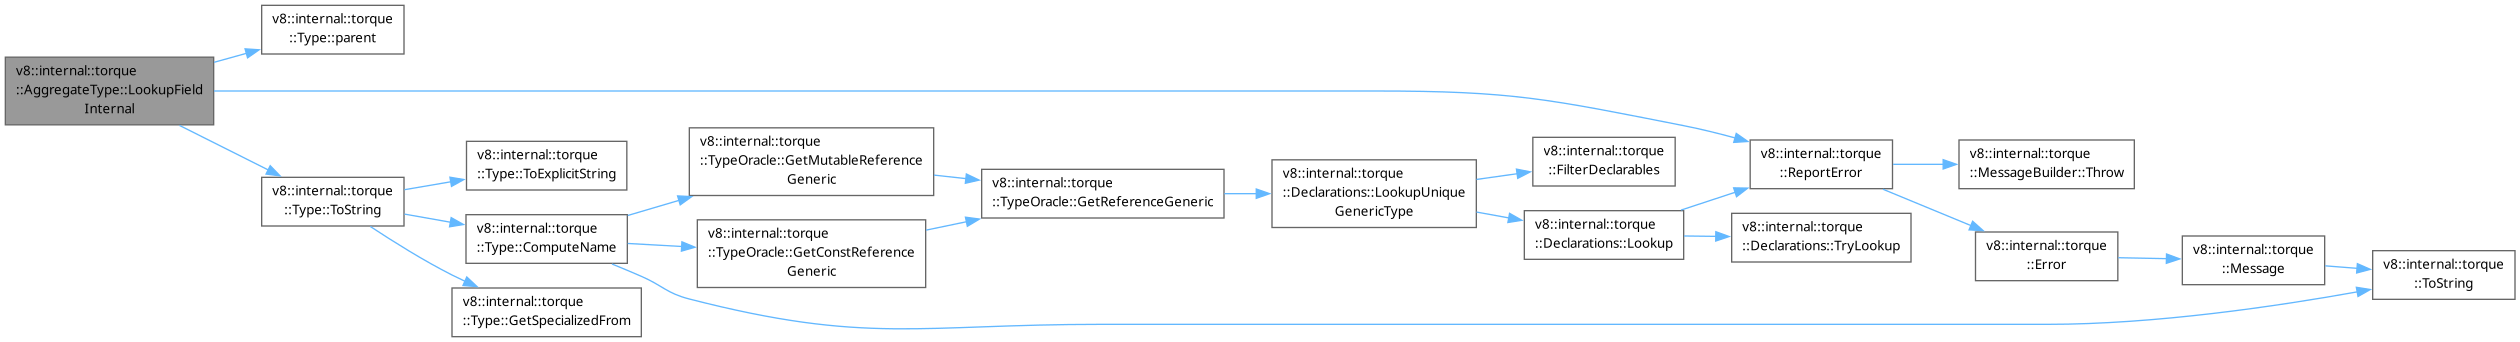 v8::internal::torque
::Type::parent
v8::internal::torque
::AggregateType::LookupField
Internal
v8::internal::torque
::Type::ToString
v8::internal::torque
::Type::ToExplicitString
v8::internal::torque
::Type::ComputeName
v8::internal::torque
::Type::GetSpecializedFrom
v8::internal::torque
::TypeOracle::GetMutableReference
Generic
v8::internal::torque
::TypeOracle::GetConstReference
Generic
v8::internal::torque
::TypeOracle::GetReferenceGeneric
v8::internal::torque
::Declarations::LookupUnique
GenericType
v8::internal::torque
::FilterDeclarables
v8::internal::torque
::Declarations::Lookup
v8::internal::torque
::ReportError
v8::internal::torque
::Declarations::TryLookup
v8::internal::torque
::MessageBuilder::Throw
v8::internal::torque
::Error
v8::internal::torque
::Message
v8::internal::torque
::ToString